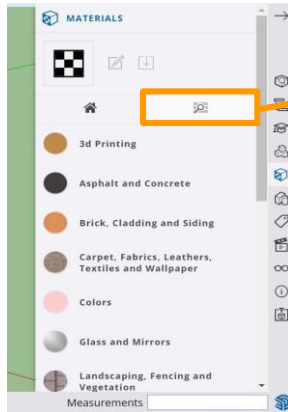 MATERIALS
3d Printing
Asphalt and Concrete
Brick, Cladding and Siding
Carpet, Fabrics, Leathers,
Textiles and Wallpaper
Colors
Glass and Mirrors
Landscaping, Fencing and
Vegetation
Measurements